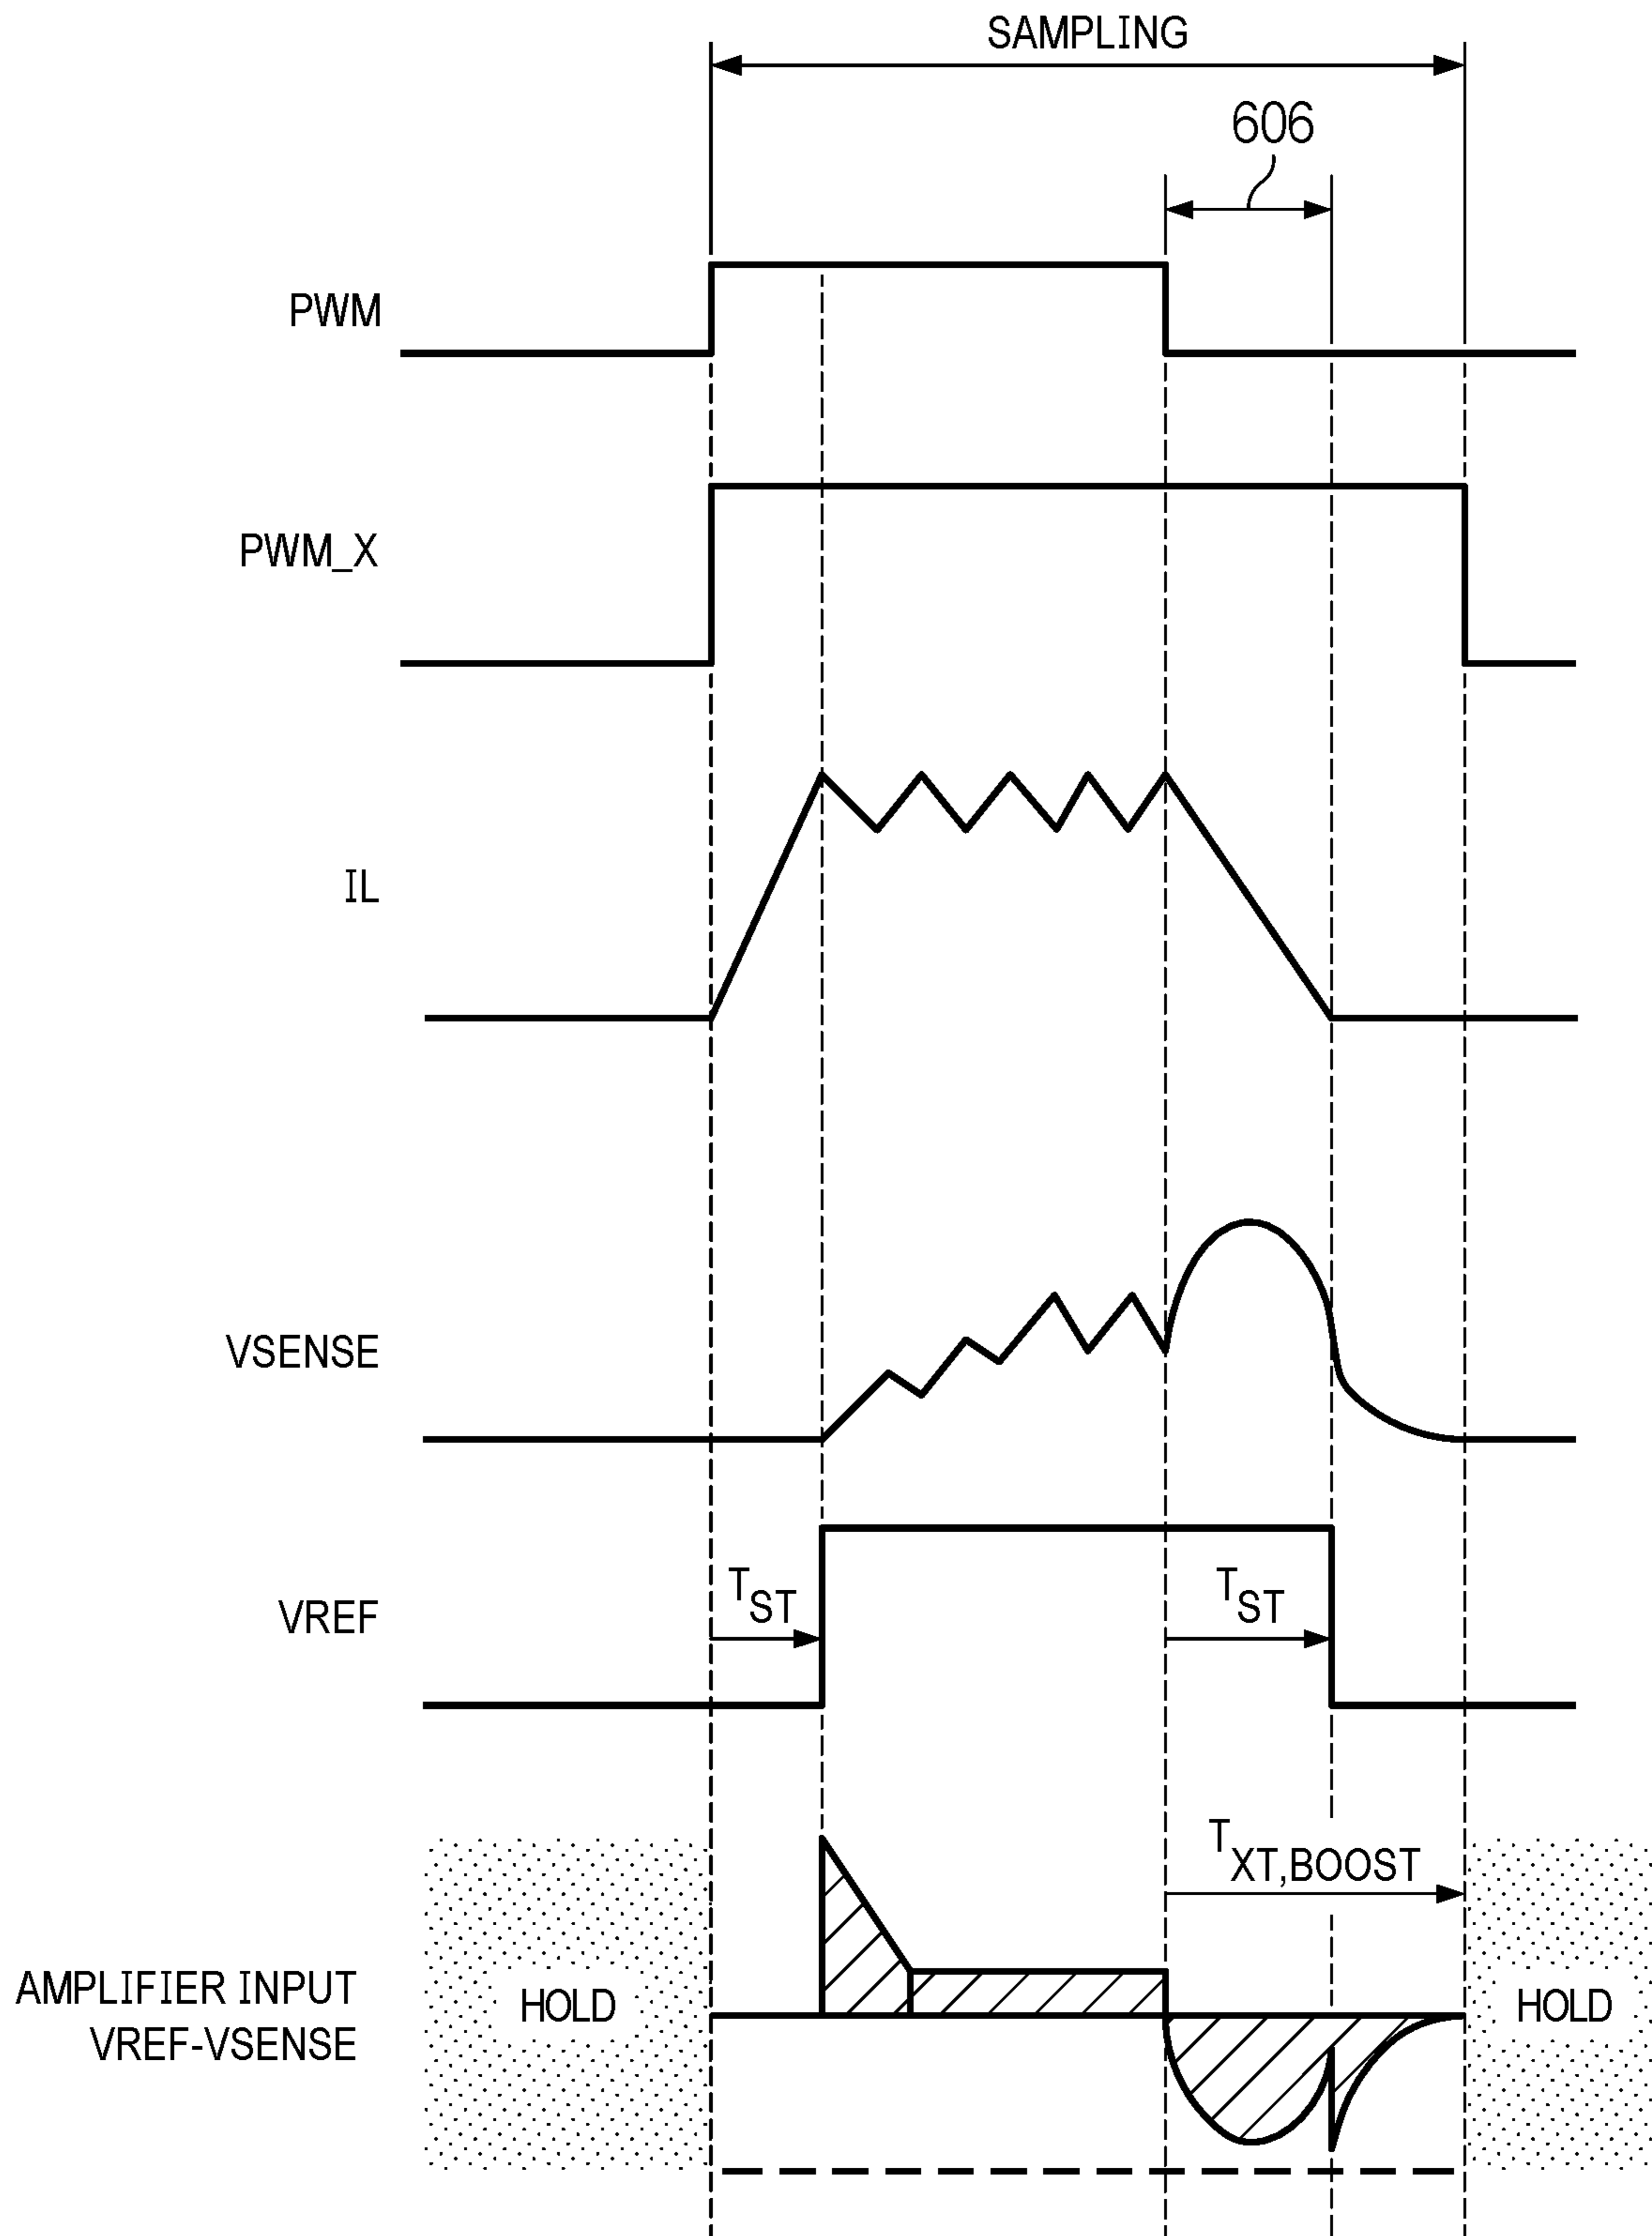 SAMPLING
606
PWM
PWM_X
IL
VSENSE
VREF
TST
TST
TXT,BOOST
AMPLIFIER INPUT
VREF-VSENSE
HOLD
HOLD